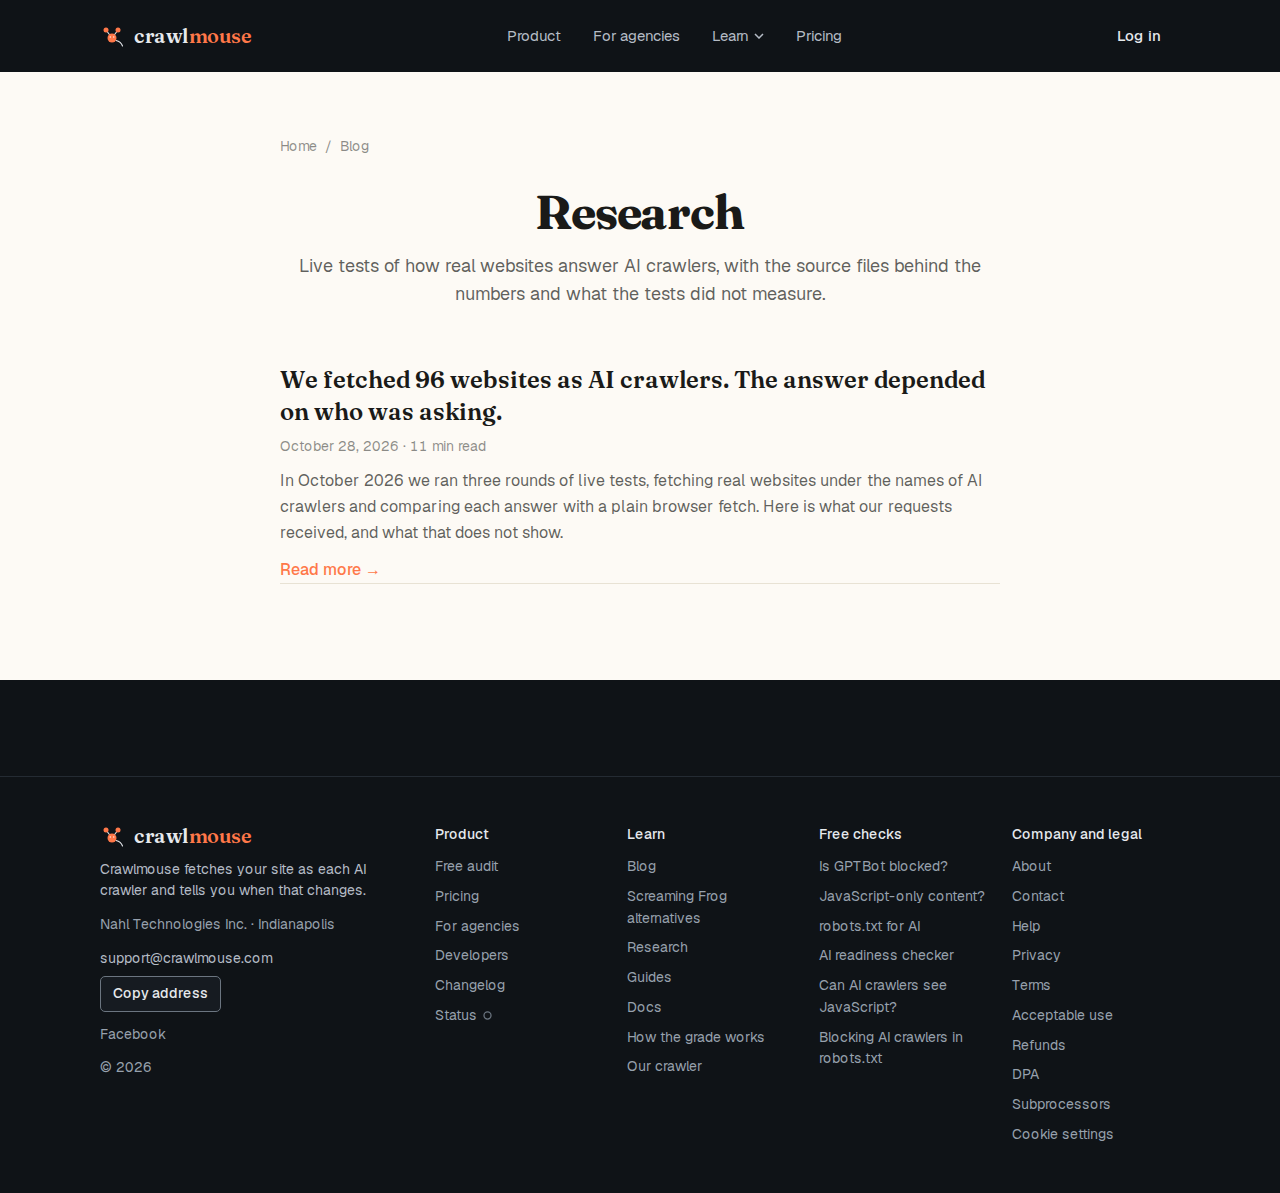 crawlmouse
Product
For agencies
Learn
Pricing
Log in
Home / Blog
Research
Live tests of how real websites answer AI crawlers, with the source files behind the
numbers and what the tests did not measure.
We fetched 96 websites as AI crawlers. The answer depended
on who was asking.
October 28, 2026 · 11 min read
In October 2026 we ran three rounds of live tests, fetching real websites under the names of AI
crawlers and comparing each answer with a plain browser fetch. Here is what our requests
received, and what that does not show.
Read more →
crawlmouse
Crawlmouse fetches your site as each AI
crawler and tells you when that changes.
Nahl Technologies Inc. · Indianapolis
support@crawlmouse.com
Copy address
Facebook
© 2026
Product
Free audit
Pricing
For agencies
Developers
Changelog
Status
Learn
Blog
Screaming Frog
alternatives
Research
Guides
Docs
How the grade works
Our crawler
Free checks
Is GPTBot blocked?
JavaScript-only content?
robots.txt for AI
AI readiness checker
Can AI crawlers see
JavaScript?
Blocking AI crawlers in
robots.txt
Company and legal
About
Contact
Help
Privacy
Terms
Acceptable use
Refunds
DPA
Subprocessors
Cookie settings